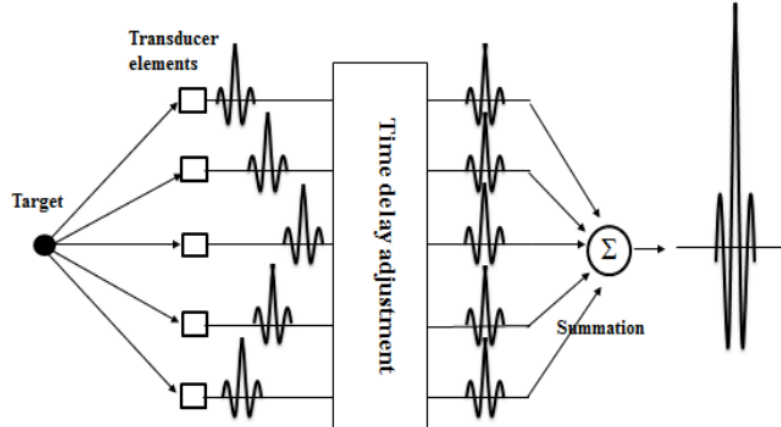 Transducer
elements
Target
Time delay adjustment
Σ
Summation